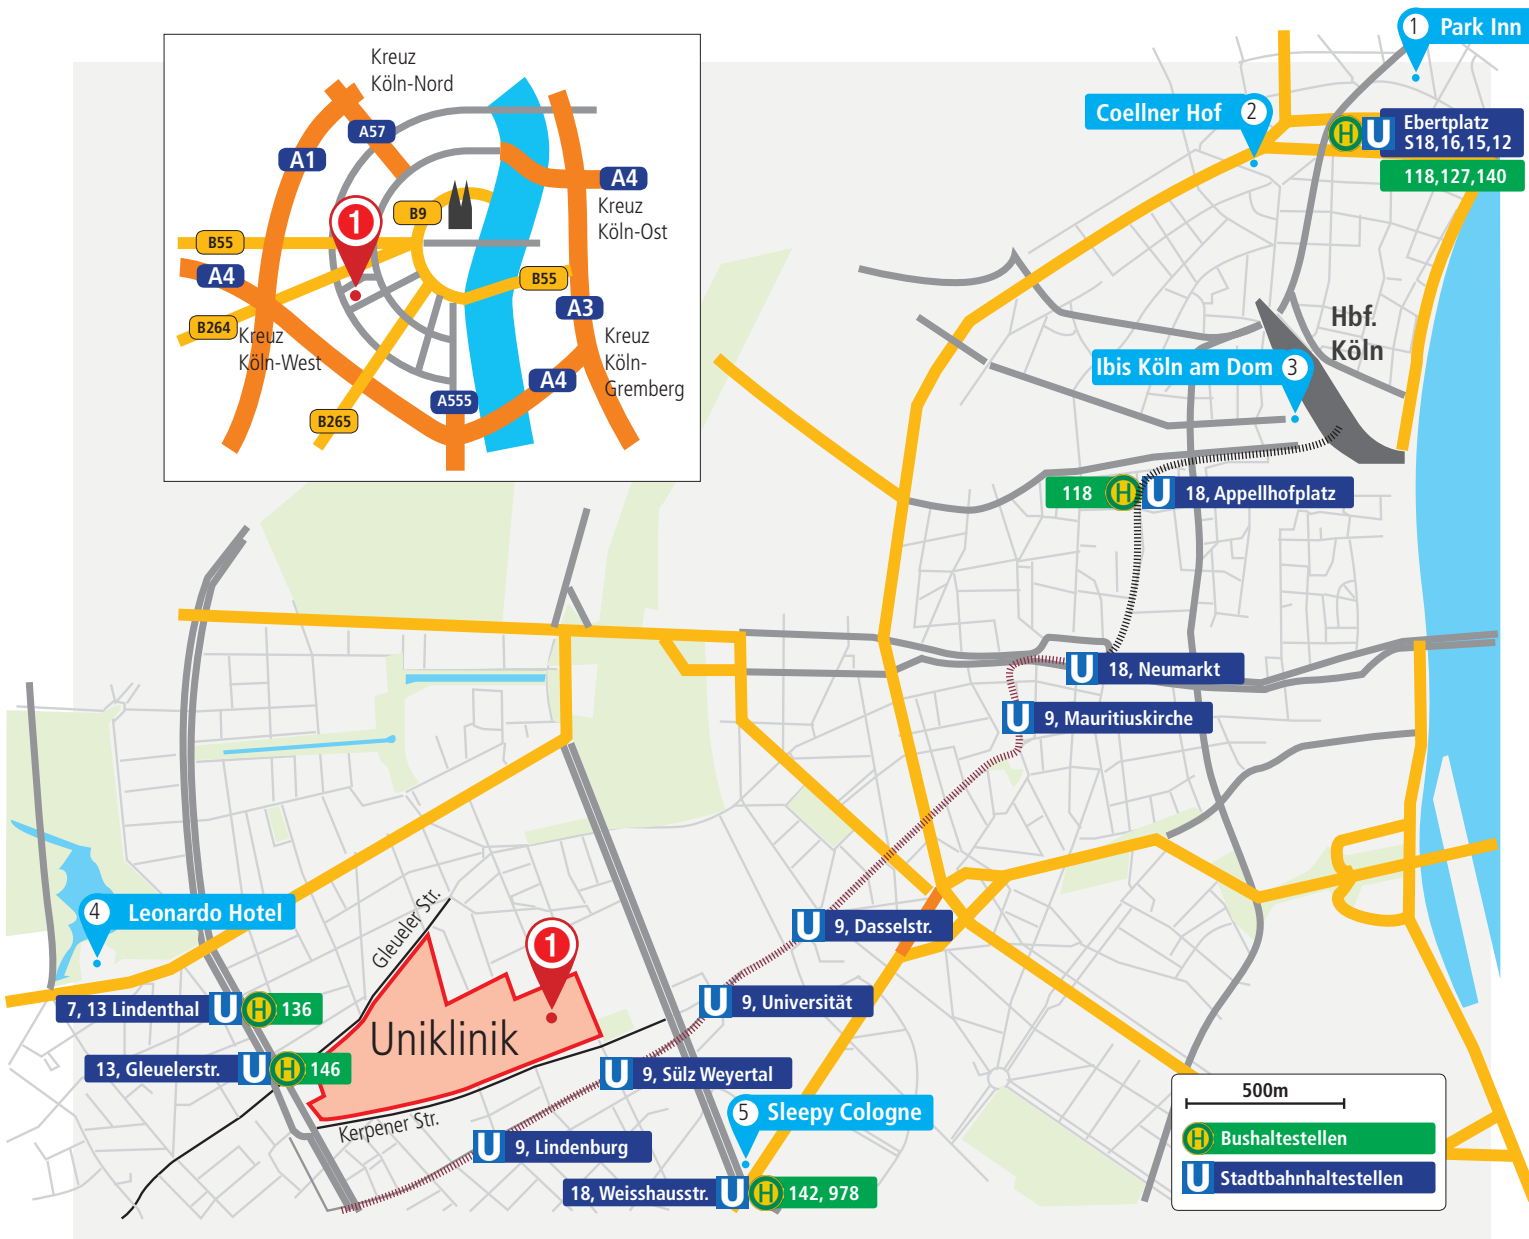 Kreuz
Köln-Nord
A57
A1
A4
Kreuz
Köln-Ost
1
B9
B55
A4
B55
A3
B264
Kreuz
Köln-West
Kreuz
Köln-
Gremberg
A4
A555
B265
1 Park Inn
Coellner Hof 2
H U Ebertplatz
S18,16,15,12
118,127,140
Hbf.
Köln
Ibis Köln am Dom 3
118 H U 18, Appellhofplatz
U 18, Neumarkt
U 9, Mauritiuskirche
4 Leonardo Hotel
Gleueler Str.
1
U 9, Dasselstr.
7, 13 Lindenthal U H 136
U 9, Universität
Uniklinik
13, Gleuelerstr. U H 146
U 9, Sülz Weyertal
Kerpener Str.
5 Sleepy Cologne
U 9, Lindenburg
18, Weisshausstr. U H 142, 978
500m
H Bushaltestellen
U Stadtbahnhaltestellen